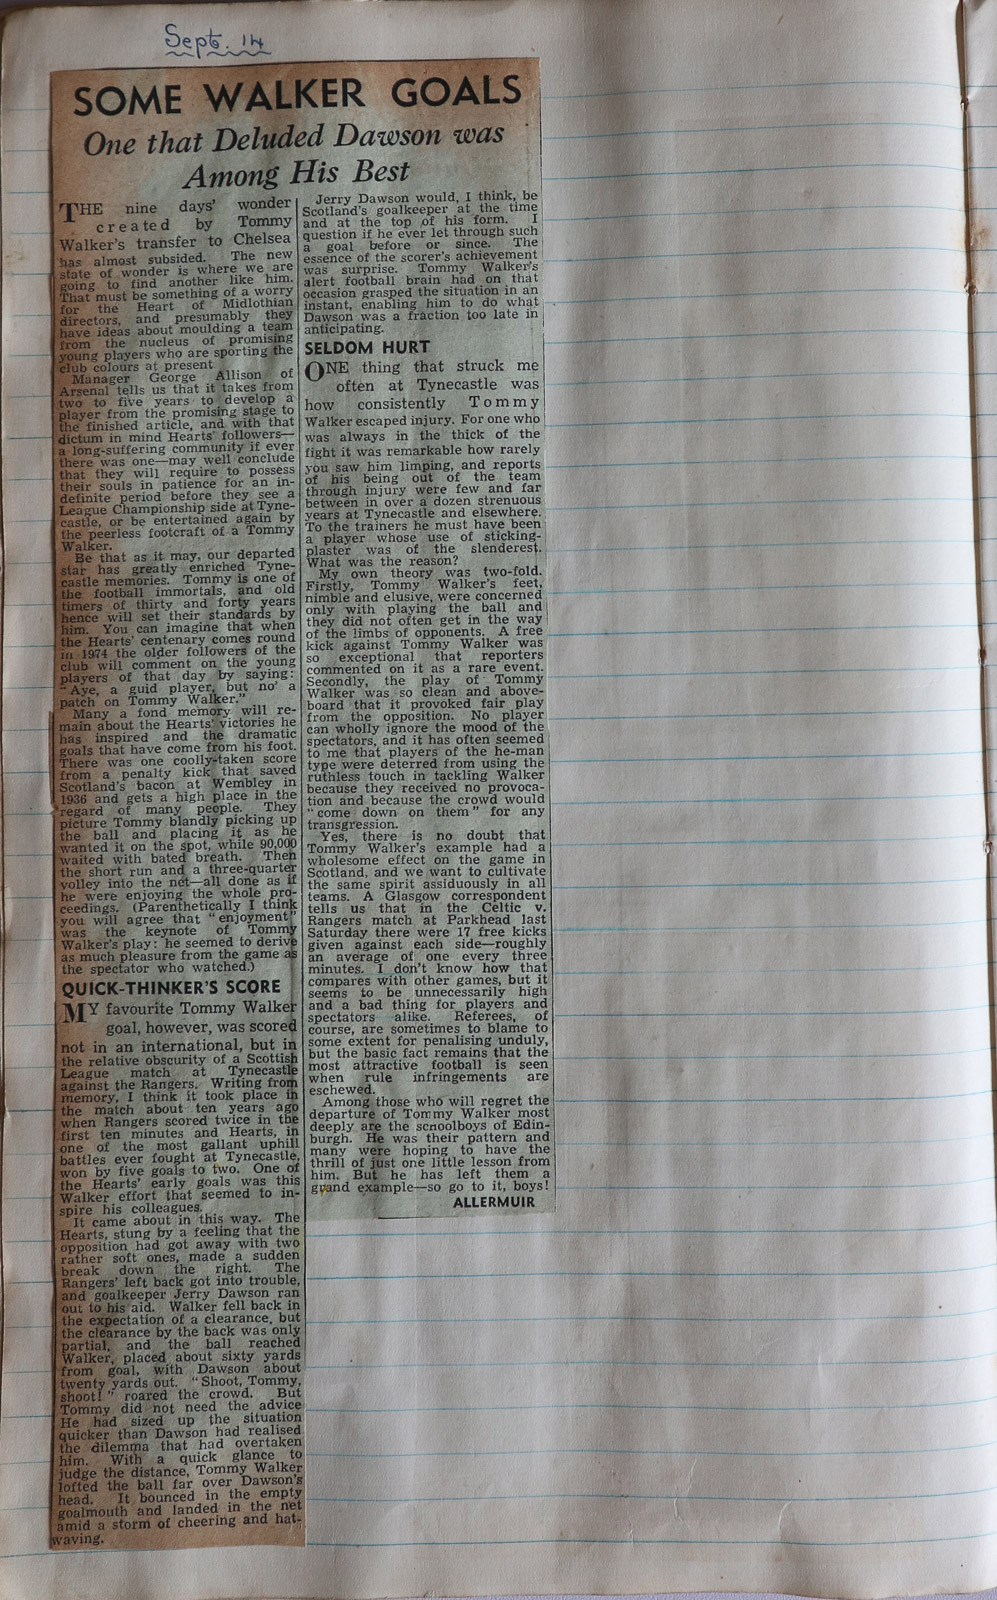 Sept. 14
SOME WALKER GOALS
One that Deluded Dawson was
Among His Best
THE nine days' wonder
created by Tommy
Walker's transfer to Chelsea
has almost subsided. The new
state of wonder is where we are
going to find another like him.
That must be something of a worry
for the Heart of Midlothian
directors, and presumably they
have ideas about moulding a team
from the nucleus of promising
young players who are sporting the
club colours at present
Manager George Allison of
Arsenal tells us that it takes from
two to five years to develop a
player from the promising stage to
the finished article, and with that
dictum in mind Hearts' followers—
a long-suffering community if ever
there was one—may well conclude
that they will require to possess
their souls in patience for an in-
definite period before they see a
League Championship side at Tyne-
castle, or be entertained again by
the peerless footcraft of a Tommy
Walker.
Be that as it may, our departed
star has greatly enriched Tyne-
castle memories. Tommy is one of
the football immortals, and old
timers of thirty and forty years
hence will set their standards by
him. You can imagine that when
the Hearts' centenary comes round
in 1974 the older followers of the
club will comment on the young
players of that day by saying:
"Aye, a guid player, but no' a
patch on Tommy Walker."
Many a fond memory will re-
main about the Hearts' victories he
has inspired and the dramatic
goals that have come from his foot.
There was one coolly-taken score
from a penalty kick that saved
Scotland's bacon at Wembley in
1936 and gets a high place in the
regard of many people. They
picture Tommy blandly picking up
the ball and placing it as he
wanted it on the spot, while 90,000
waited with bated breath. Then
the short run and a three-quarter
volley into the net—all done as if
he were enjoying the whole pro-
ceedings. (Parenthetically I think
you will agree that "enjoyment"
was the keynote of Tommy
Walker's play: he seemed to derive
as much pleasure from the game as
the spectator who watched.)
QUICK-THINKER'S SCORE
MY favourite Tommy Walker
goal, however, was scored
not in an international, but in
the relative obscurity of a Scottish
League match at Tynecastle
against the Rangers. Writing from
memory, I think it took place in
the match about ten years ago
when Rangers scored twice in the
first ten minutes and Hearts, in
one of the most gallant uphill
battles ever fought at Tynecastle,
won by five goals to two. One of
the Hearts' early goals was this
Walker effort that seemed to in-
spire his colleagues.
It came about in this way. The
Hearts, stung by a feeling that the
opposition had got away with two
rather soft ones, made a sudden
break down the right. The
Rangers' left back got into trouble,
and goalkeeper Jerry Dawson ran
out to his aid. Walker fell back in
the expectation of a clearance, but
the clearance by the back was only
partial, and the ball reached
Walker, placed about sixty yards
from goal, with Dawson about
twenty yards out. "Shoot, Tommy,
shoot!" roared the crowd. But
Tommy did not need the advice
He had sized up the situation
quicker than Dawson had realised
the dilemma that had overtaken
him. With a quick glance to
judge the distance, Tommy Walker
lofted the ball far over Dawson's
head. It bounced in the empty
goalmouth and landed in the net
amid a storm of cheering and hat-
waving.
Jerry Dawson would, I think, be
Scotland's goalkeeper at the time
and at the top of his form. I
question if he ever let through such
a goal before or since. The
essence of the scorer's achievement
was surprise. Tommy Walker's
alert football brain had on that
occasion grasped the situation in an
instant, enabling him to do what
Dawson was a fraction too late in
anticipating.
SELDOM HURT
ONE thing that struck me
often at Tynecastle was
how consistently Tommy
Walker escaped injury. For one who
was always in the thick of the
fight it was remarkable how rarely
you saw him limping, and reports
of his being out of the team
through injury were few and far
between in over a dozen strenuous
years at Tynecastle and elsewhere.
To the trainers he must have been
a player whose use of sticking-
plaster was of the slenderest.
What was the reason?
My own theory was two-fold.
Firstly, Tommy Walker's feet,
nimble and elusive, were concerned
only with playing the ball and
they did not often get in the way
of the limbs of opponents. A free
kick against Tommy Walker was
so exceptional that reporters
commented on it as a rare event.
Secondly, the play of Tommy
Walker was so clean and above-
board that it provoked fair play
from the opposition. No player
can wholly ignore the mood of the
spectators, and it has often seemed
to me that players of the he-man
type were deterred from using the
ruthless touch in tackling Walker
because they received no provoca-
tion and because the crowd would
"come down on them" for any
transgression.
Yes, there is no doubt that
Tommy Walker's example had a
wholesome effect on the game in
Scotland, and we want to cultivate
the same spirit assiduously in all
teams. A Glasgow correspondent
tells us that in the Celtic v.
Rangers match at Parkhead last
Saturday there were 17 free kicks
given against each side—roughly
an average of one every three
minutes. I don't know how that
compares with other games, but it
seems to be unnecessarily high
and a bad thing for players and
spectators alike. Referees, of
course, are sometimes to blame to
some extent for penalising unduly,
but the basic fact remains that the
most attractive football is seen
when rule infringements are
eschewed.
Among those who will regret the
departure of Tommy Walker most
deeply are the scnoolboys of Edin-
burgh. He was their pattern and
many were hoping to have the
thrill of just one little lesson from
him. But he has left them a
grand example—so go to it, boys!
ALLERMUIR